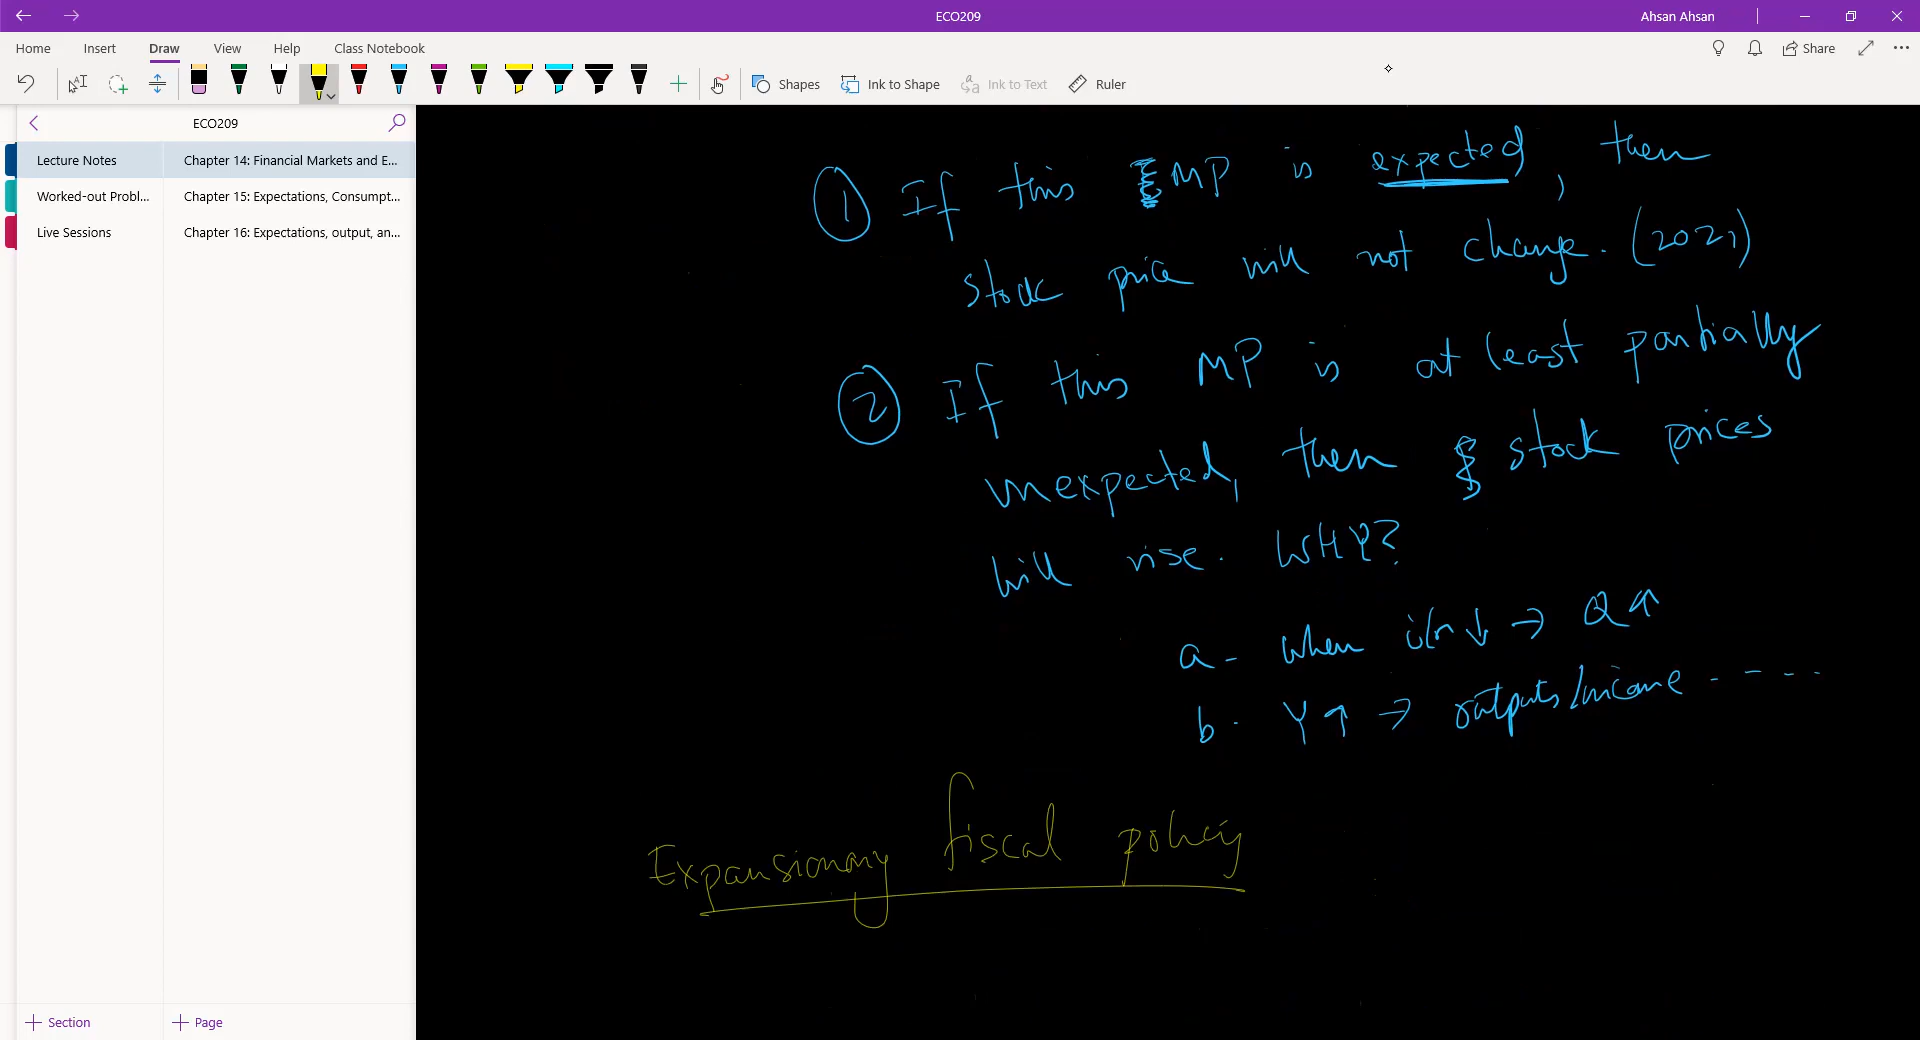 ECO209
Ahsan Ahsan
Home Insert Draw View Help Class Notebook
Share
Shapes Ink to Shape Ink to Text Ruler
ECO209
Lecture Notes
Worked-out Probl...
Live Sessions
Chapter 14: Financial Markets and E...
Chapter 15: Expectations, Consumpt...
Chapter 16: Expectations, output, an...
① If this MP is expected, then
stock price will not change. (2021)
② If this MP is at least partially
unexpected, then stock prices
will rise. WHY?
a - when i/r ↓ → Q ↑
b. Y ↑ → outputs/income - - - -
Expansionary fiscal policy
+ Section
+ Page